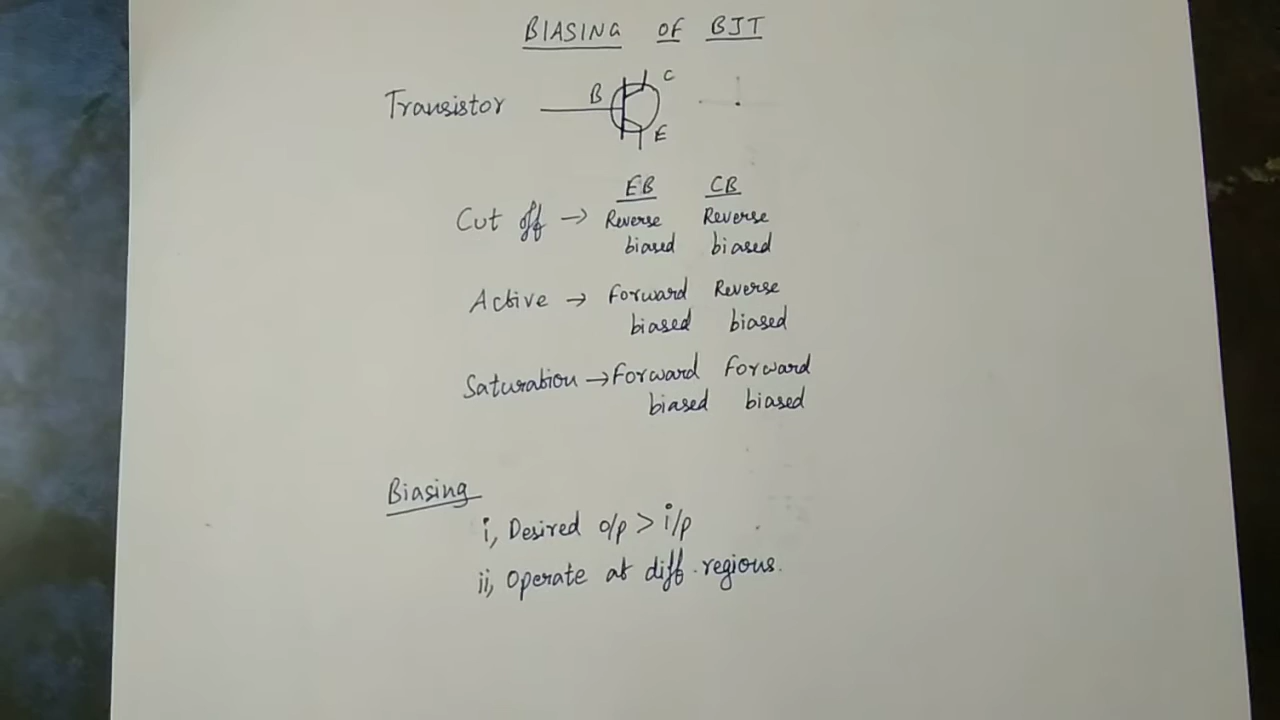 BIASING OF BJT
Transistor B C
E
EB CB
Cut off → Reverse Reverse
biased biased
Active → Forward Reverse
biased biased
Saturation → Forward Forward
biased biased
Biasing
i, Desired o/p > i/p
ii, Operate at diff. regions.